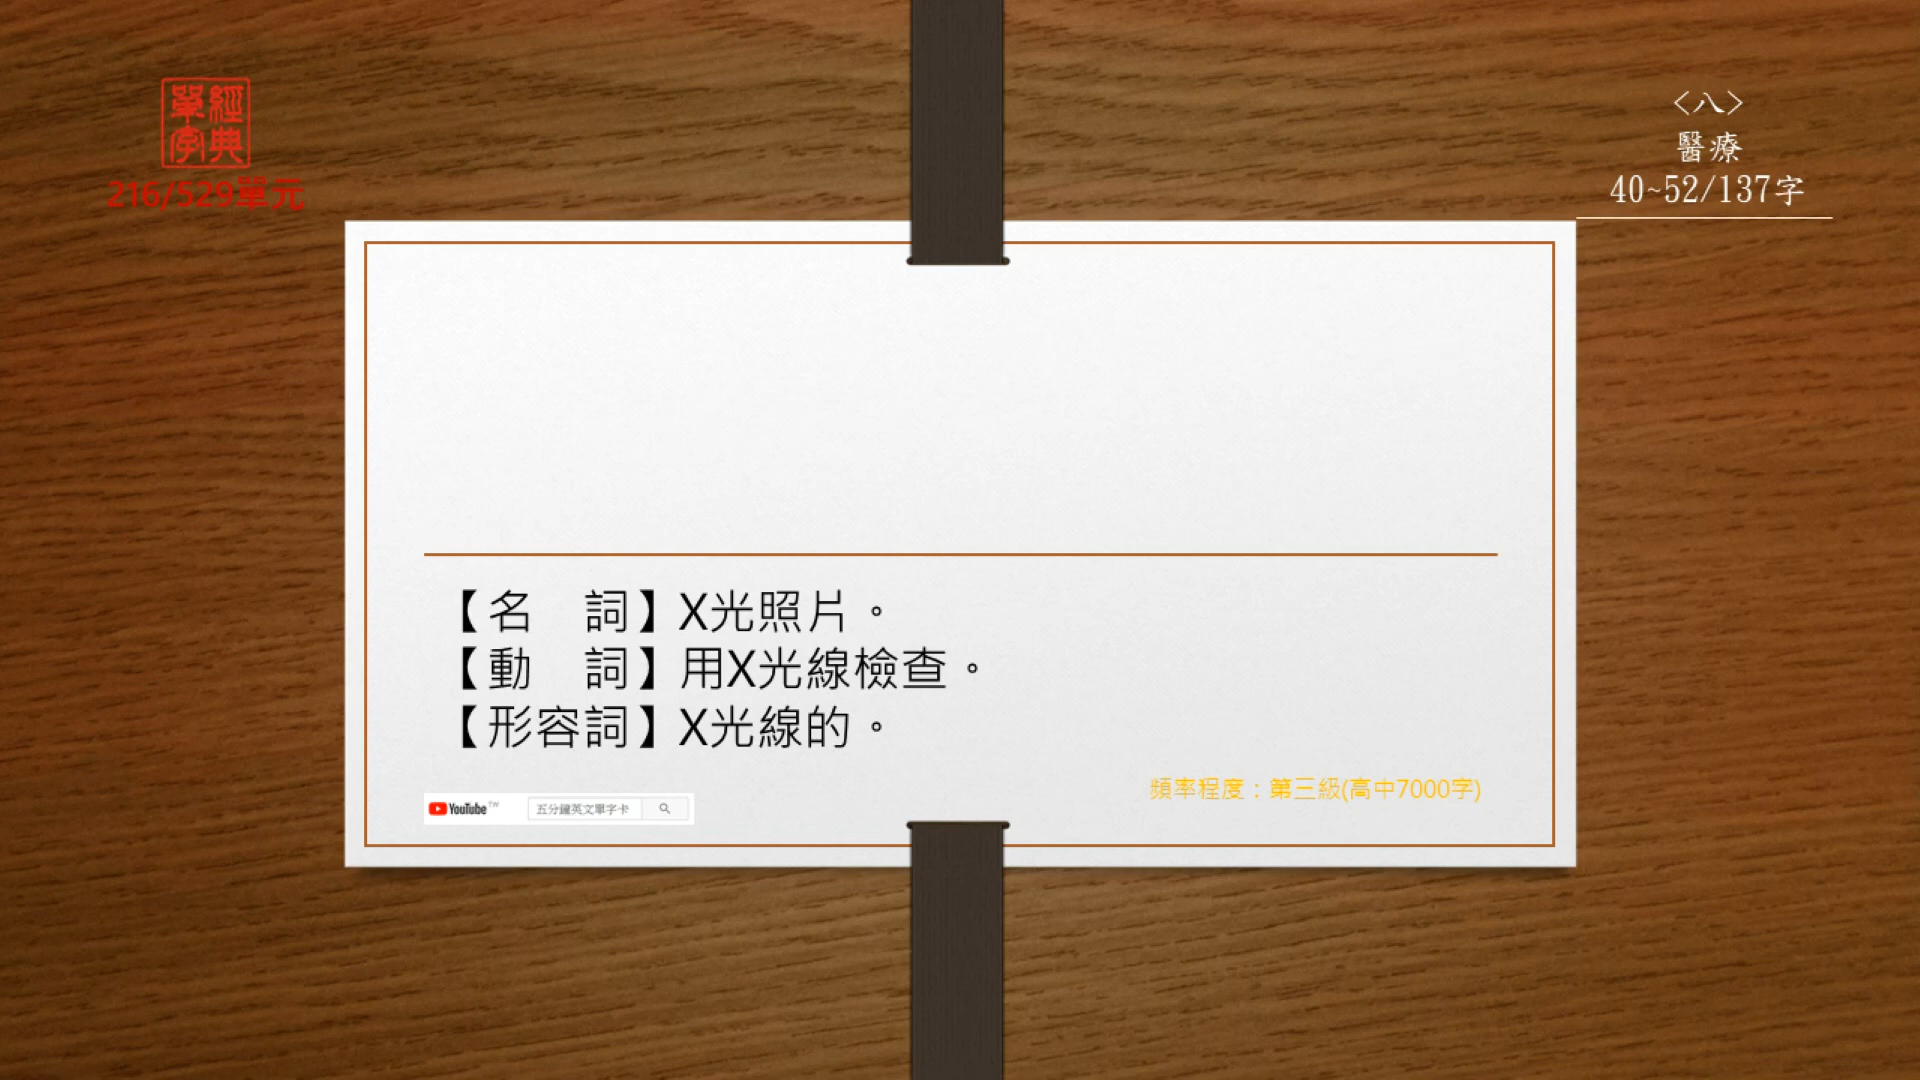 經典
單字
216/529單元
<八>
醫療
40~52/137字
【名　詞】X光照片。
【動　詞】用X光線檢查。
【形容詞】X光線的。
頻率程度：第三級(高中7000字)
YouTube TW
五分鐘英文單字卡